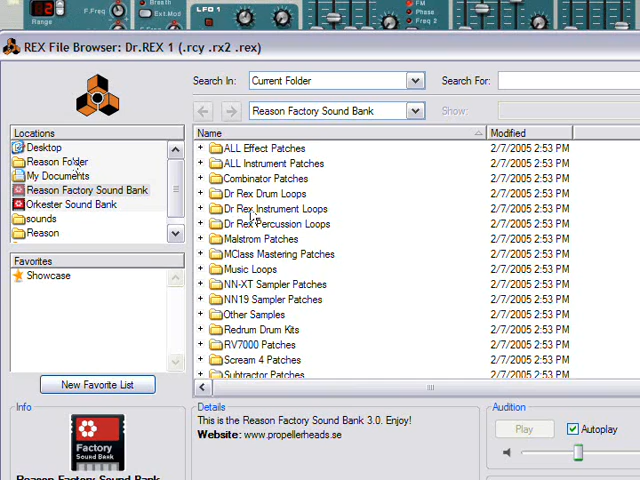 Breath
Ext.Mod
F.Freq
Range
LFO 1
FM
Phase
Freq 2
REX File Browser: Dr.REX 1 (.rcy .rx2 .rex)
Search In: Current Folder Search For:
Reason Factory Sound Bank Show:
Locations
Desktop
Reason Folder
My Documents
Reason Factory Sound Bank
Orkester Sound Bank
sounds
Reason
Favorites
Showcase
New Favorite List
Name Modified
ALL Effect Patches 2/7/2005 2:53 PM
ALL Instrument Patches 2/7/2005 2:53 PM
Combinator Patches 2/7/2005 2:53 PM
Dr Rex Drum Loops 2/7/2005 2:53 PM
Dr Rex Instrument Loops 2/7/2005 2:53 PM
Dr Rex Percussion Loops 2/7/2005 2:53 PM
Malstrom Patches 2/7/2005 2:53 PM
MClass Mastering Patches 2/7/2005 2:53 PM
Music Loops 2/7/2005 2:53 PM
NN-XT Sampler Patches 2/7/2005 2:53 PM
NN19 Sampler Patches 2/7/2005 2:53 PM
Other Samples 2/7/2005 2:53 PM
Redrum Drum Kits 2/7/2005 2:53 PM
RV7000 Patches 2/7/2005 2:53 PM
Scream 4 Patches 2/7/2005 2:53 PM
Subtractor Patches 2/7/2005 2:53 PM
Info
Factory
Sound Bank
Reason Factory Sound Bank
Details
This is the Reason Factory Sound Bank 3.0. Enjoy!
Website: www.propellerheads.se
Audition
Play Autoplay